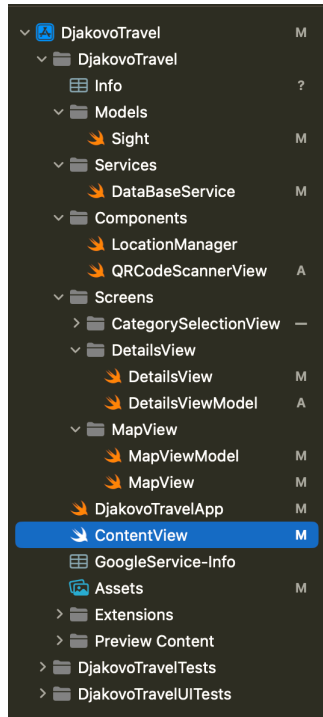 DjakovoTravel M
DjakovoTravel
Info ?
Models
Sight M
Services
DataBaseService M
Components
LocationManager
QRCodeScannerView A
Screens
CategorySelectionView —
DetailsView
DetailsView M
DetailsViewModel A
MapView
MapViewModel M
MapView M
DjakovoTravelApp M
ContentView M
GoogleService-Info
Assets M
Extensions
Preview Content
DjakovoTravelTests
DjakovoTravelUITests